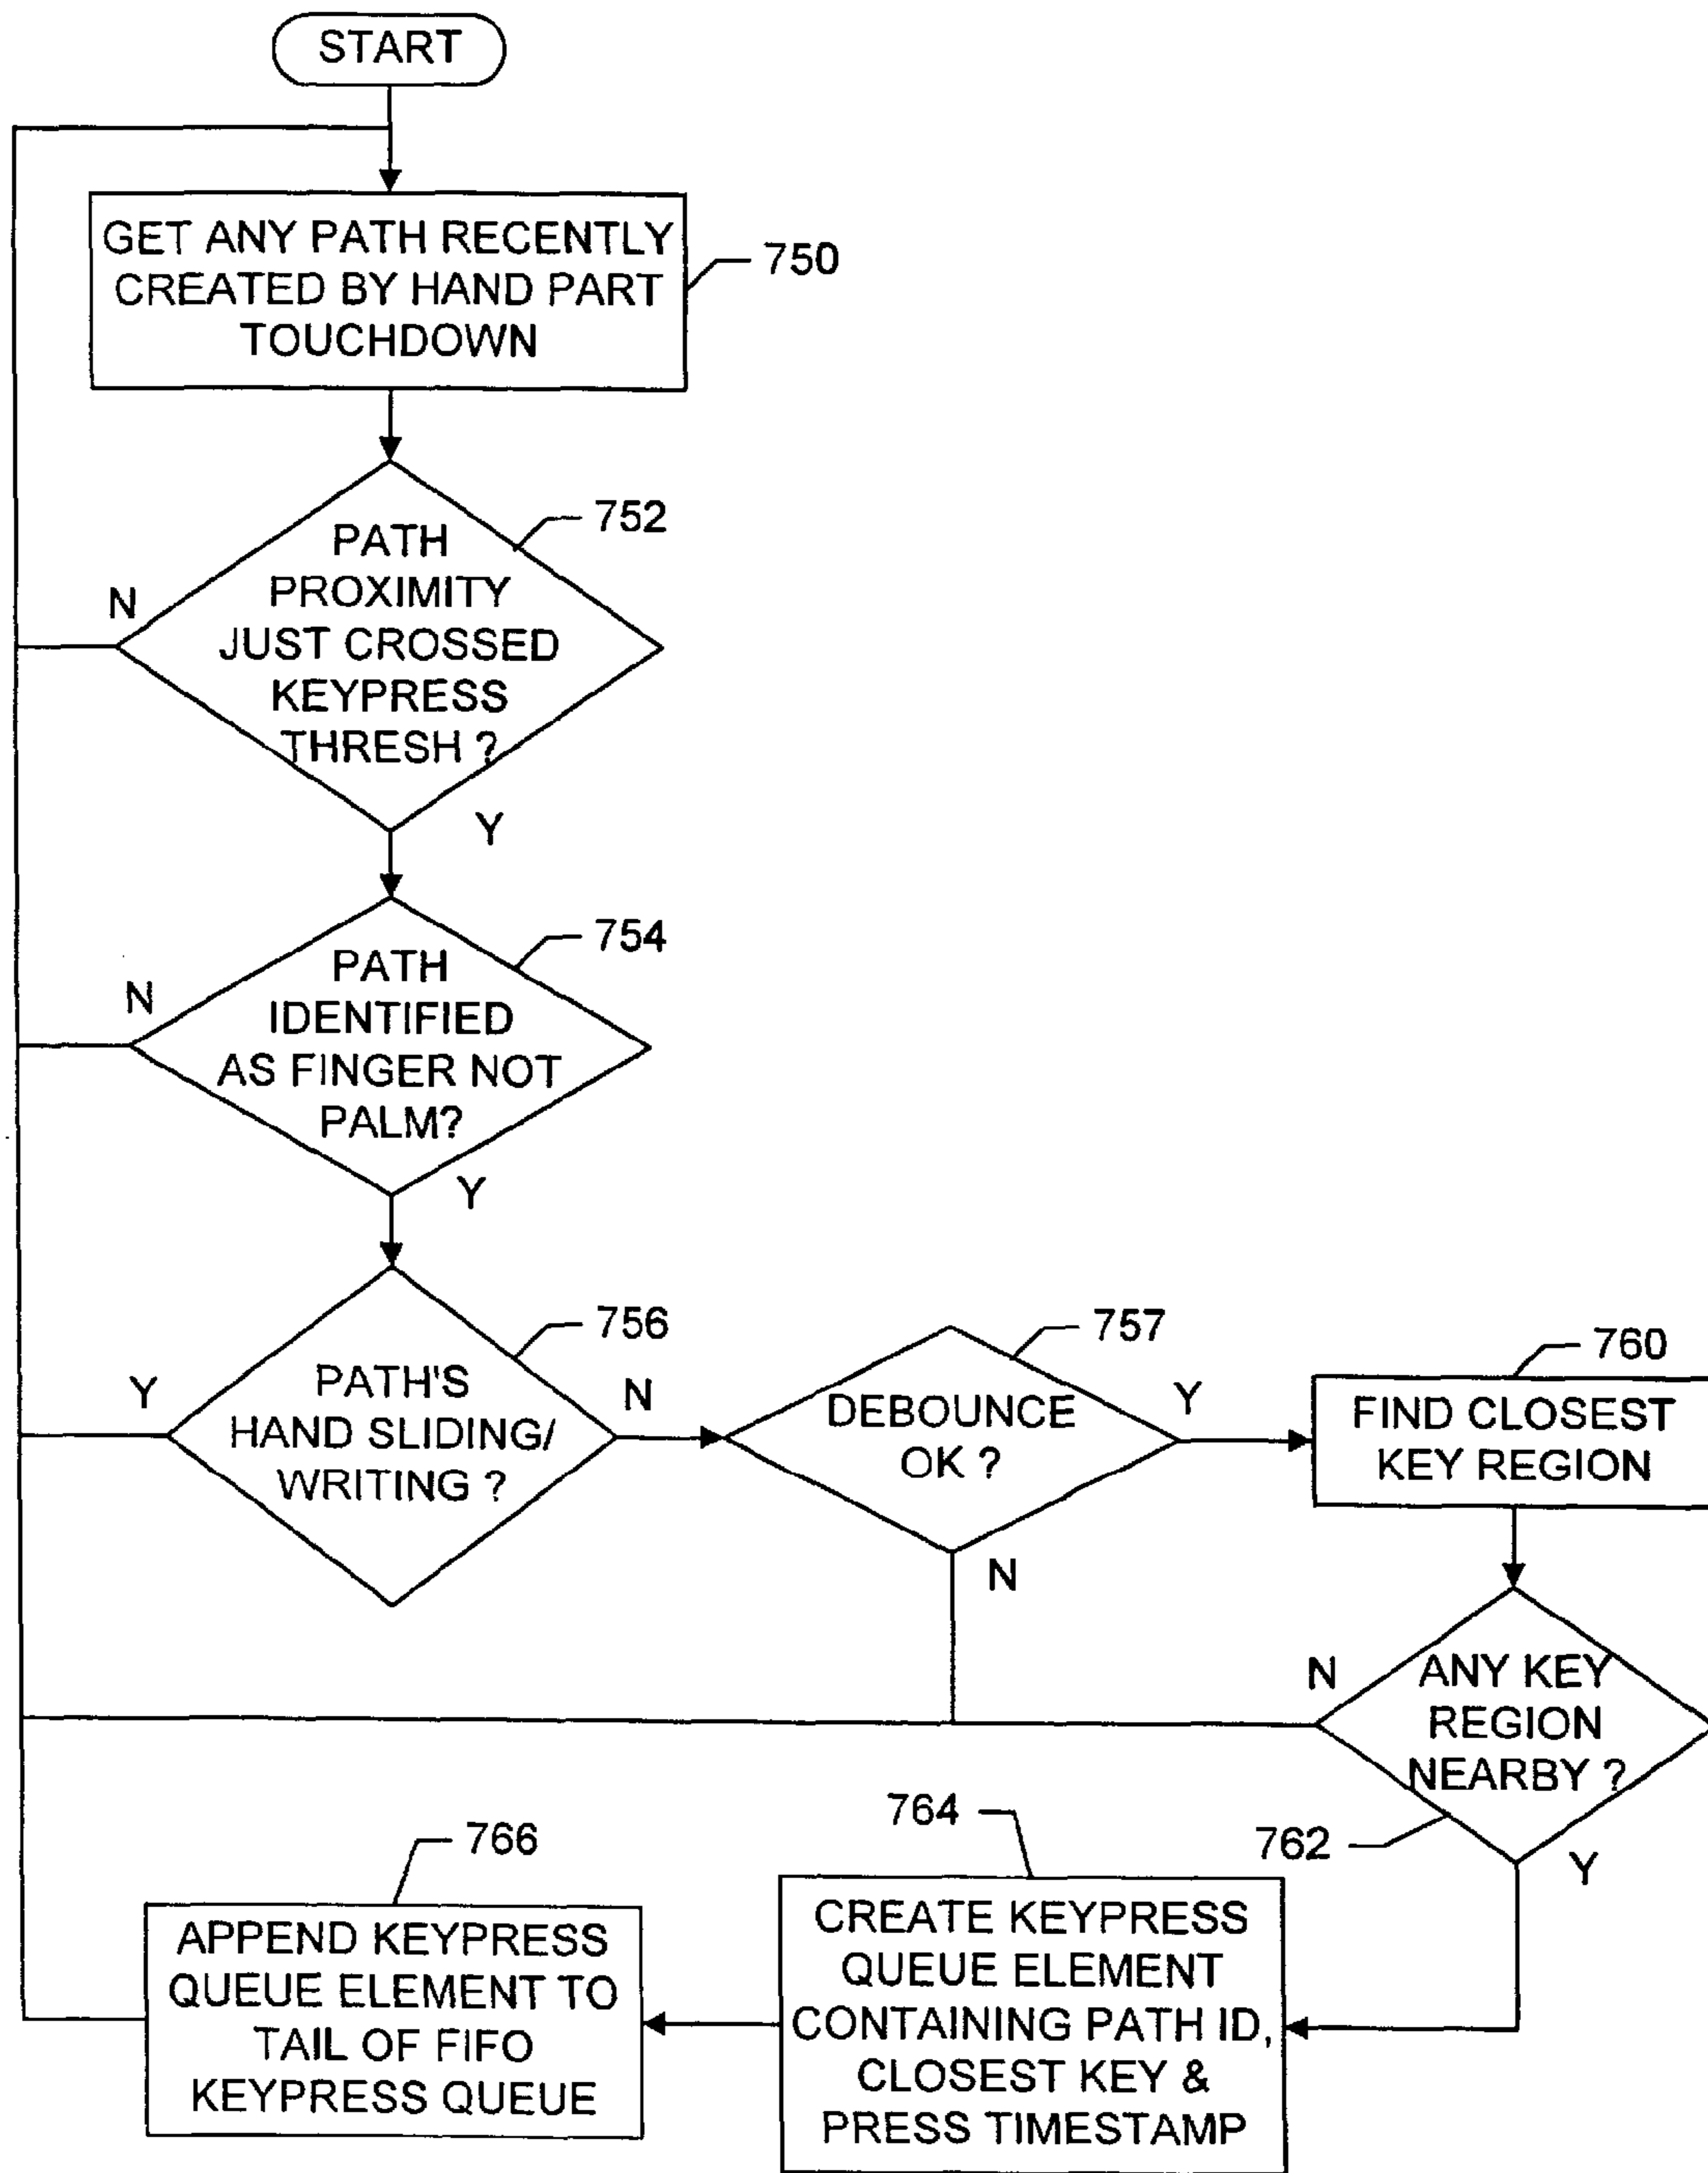 START
GET ANY PATH RECENTLY
CREATED BY HAND PART
TOUCHDOWN
750
752
PATH
PROXIMITY
JUST CROSSED
KEYPRESS
THRESH ?
N
Y
754
PATH
IDENTIFIED
AS FINGER NOT
PALM?
N
Y
756
PATH'S
HAND SLIDING/
WRITING ?
Y
N
757
DEBOUNCE
OK ?
Y
N
760
FIND CLOSEST
KEY REGION
N
ANY KEY
REGION
NEARBY ?
762
Y
764
CREATE KEYPRESS
QUEUE ELEMENT
CONTAINING PATH ID,
CLOSEST KEY &
PRESS TIMESTAMP
766
APPEND KEYPRESS
QUEUE ELEMENT TO
TAIL OF FIFO
KEYPRESS QUEUE